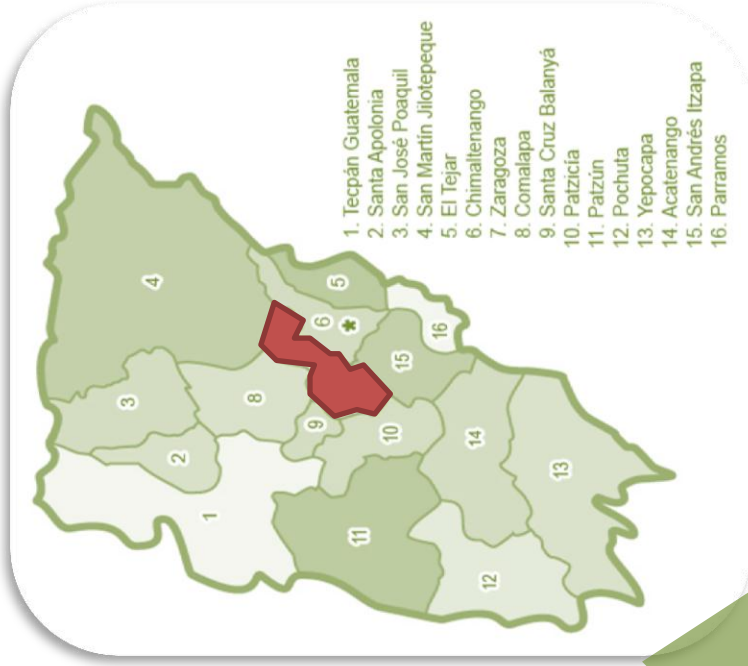 1. Tecpán Guatemala
2. Santa Apolonia
3. San José Poaquil
4. San Martín Jilotepeque
5. El Tejar
6. Chimaltenango
7. Zaragoza
8. Comalapa
9. Santa Cruz Balanyá
10. Patzicía
11. Patzún
12. Pochuta
13. Yepocapa
14. Acatenango
15. San Andrés Itzapa
16. Parramos
4
3
5
6
*
8
2
16
15
9
10
1
14
11
13
12